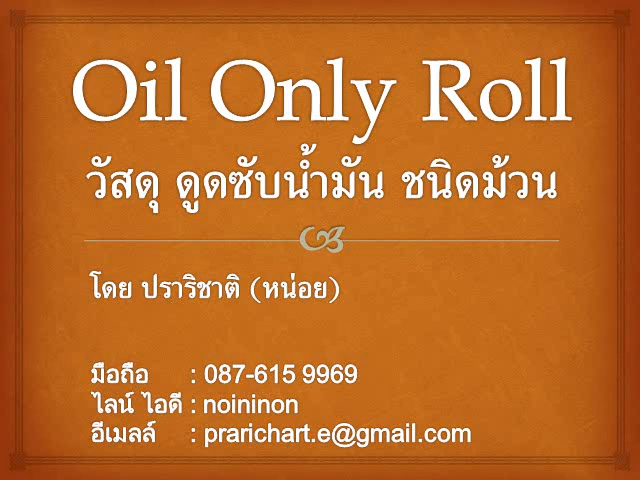 Oil Only Roll
วัสดุ ดูดซับน้ำมัน ชนิดม้วน
โดย ปราริชาติ (หน่อย)
มือถือ : 087-615 9969
ไลน์ ไอดี : noininon
อีเมลล์ : prarichart.e@gmail.com